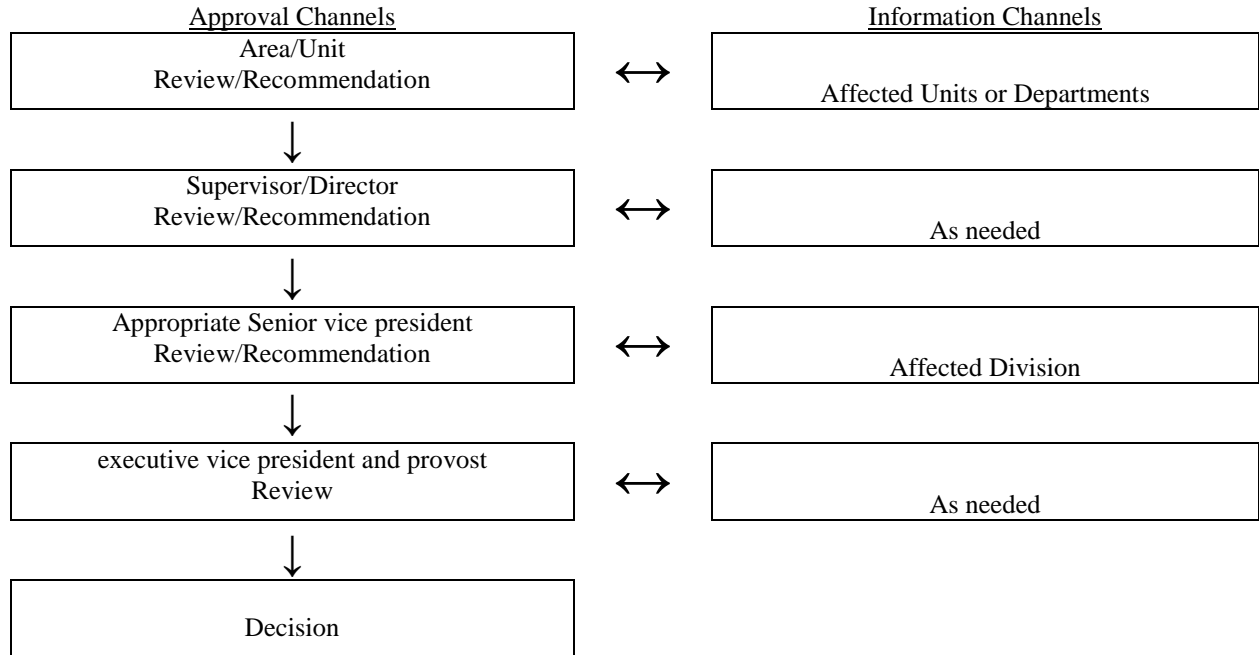 Approval Channels
Information Channels
Area/Unit
Review/Recommendation
Affected Units or Departments
Supervisor/Director
Review/Recommendation
As needed
Appropriate Senior vice president
Review/Recommendation
Affected Division
executive vice president and provost
Review
As needed
Decision